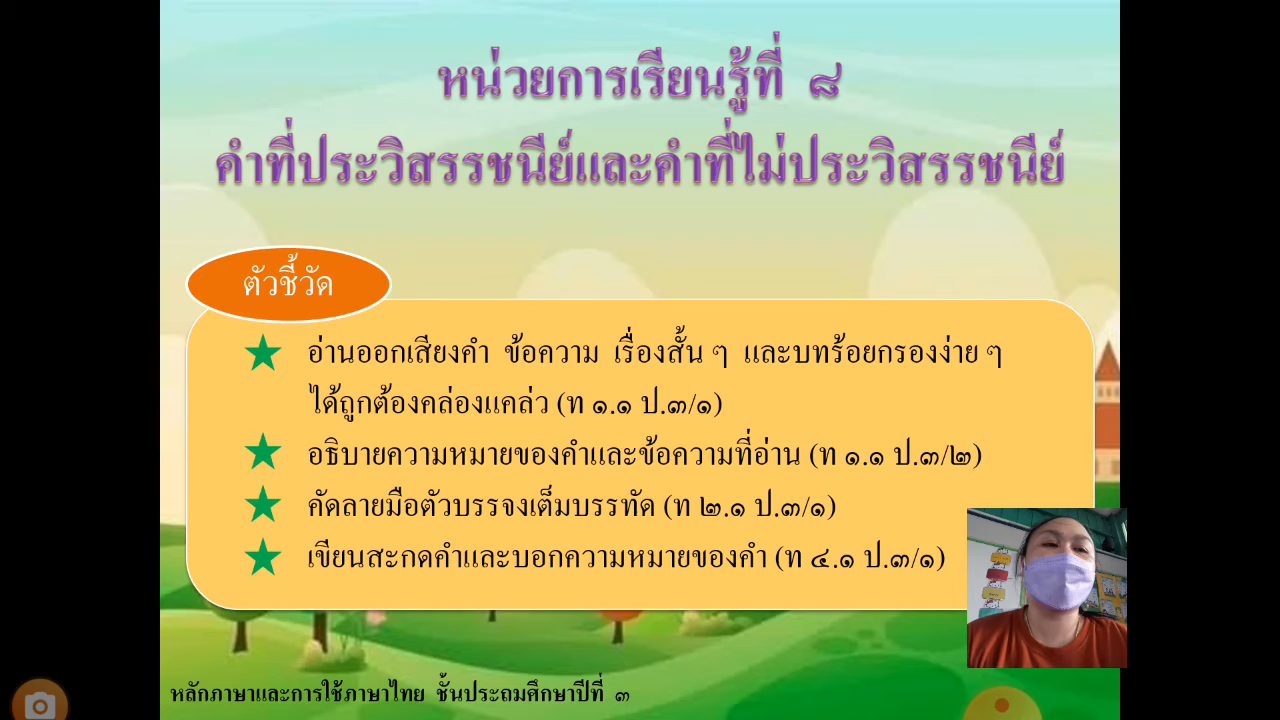 หน่วยการเรียนรู้ที่ ๘
คำที่ประวิสรรชนีย์และคำที่ไม่ประวิสรรชนีย์
ตัวชี้วัด
อ่านออกเสียงคำ ข้อความ เรื่องสั้น ๆ และบทร้อยกรองง่าย ๆ
ได้ถูกต้องคล่องแคล่ว (ท ๑.๑ ป.๓/๑)
อธิบายความหมายของคำและข้อความที่อ่าน (ท ๑.๑ ป.๓/๒)
คัดลายมือตัวบรรจงเต็มบรรทัด (ท ๒.๑ ป.๓/๑)
เขียนสะกดคำและบอกความหมายของคำ (ท ๔.๑ ป.๓/๑)
หลักภาษาและการใช้ภาษาไทย ชั้นประถมศึกษาปีที่ ๓